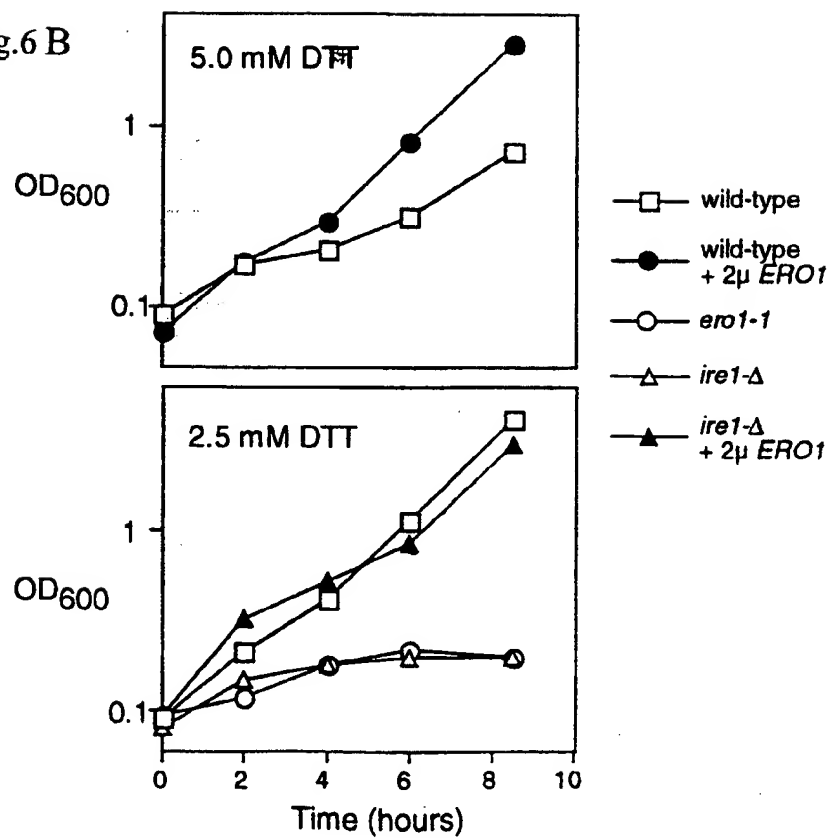 g.6 B
5.0 mM DTT
1
OD600
0.1
2.5 mM DTT
1
OD600
0.1
0 2 4 6 8 10
Time (hours)
wild-type
wild-type
+ 2µ ERO1
ero1-1
ire1-Δ
ire1-Δ
+ 2µ ERO1